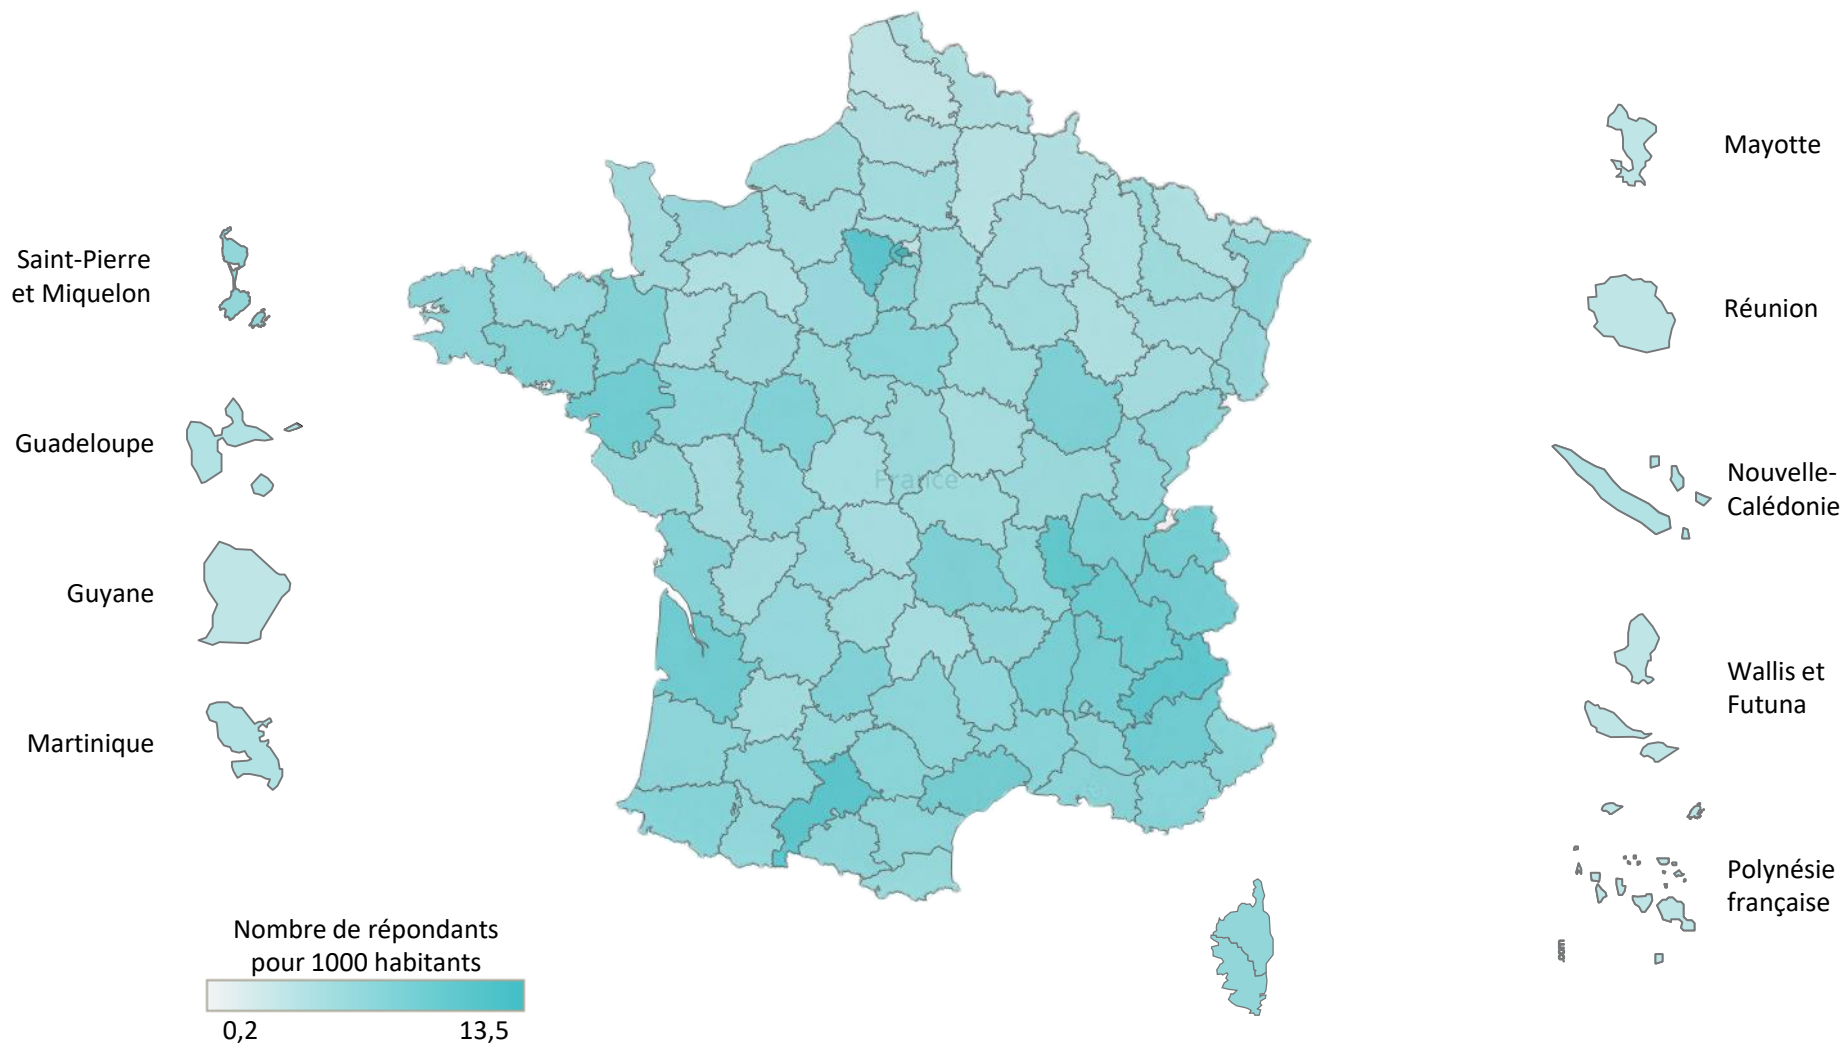 Saint-Pierre
et Miquelon
Guadeloupe
Guyane
Martinique
France
Mayotte
Réunion
Nouvelle-
Calédonie
Wallis et
Futuna
Polynésie
française
.com
Nombre de répondants
pour 1000 habitants
0,2
13,5